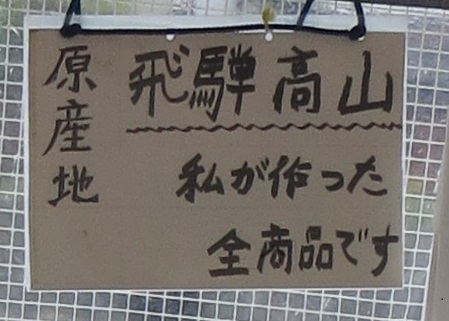 原産地
飛騨高山
私が作った
全商品です